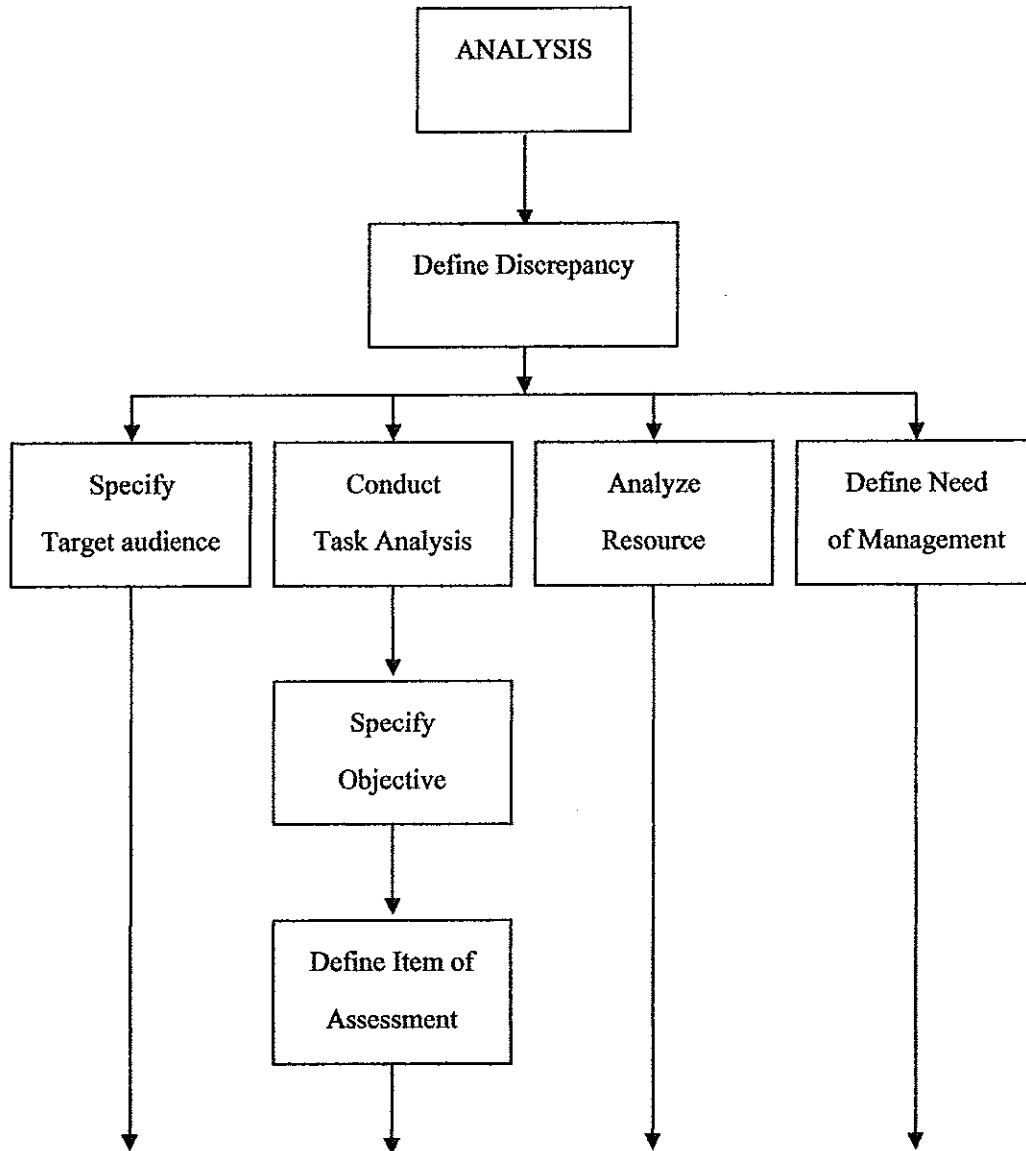 ANALYSIS
Define Discrepancy
Specify
Target audience
Conduct
Task Analysis
Analyze
Resource
Define Need
of Management
Specify
Objective
Define Item of
Assessment